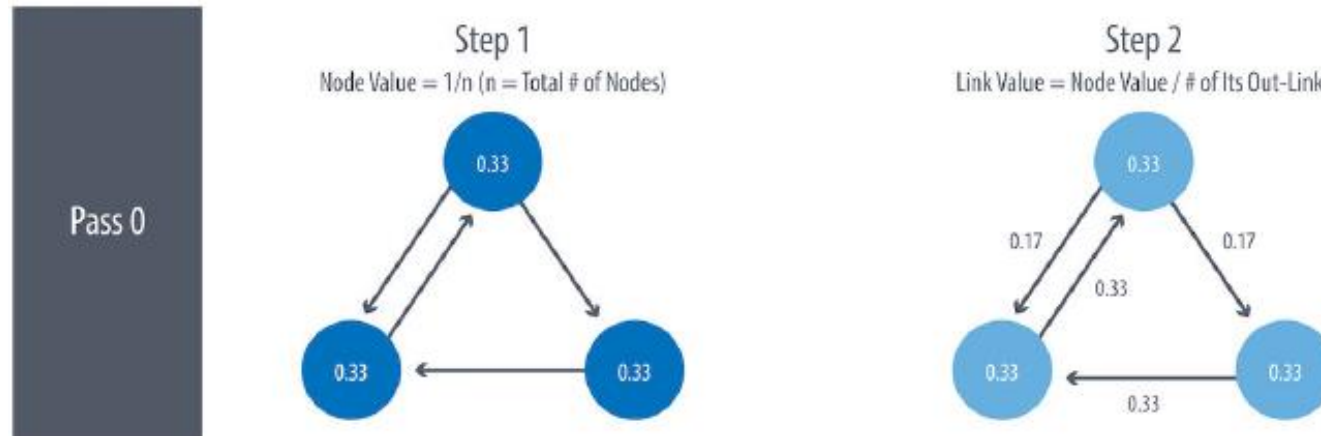 Pass 0
Step 1
Node Value = 1/n (n = Total # of Nodes)
0.33
0.33
0.33
Step 2
Link Value = Node Value / # of Its Out-Link
0.33
0.17
0.17
0.33
0.33
0.33
0.33